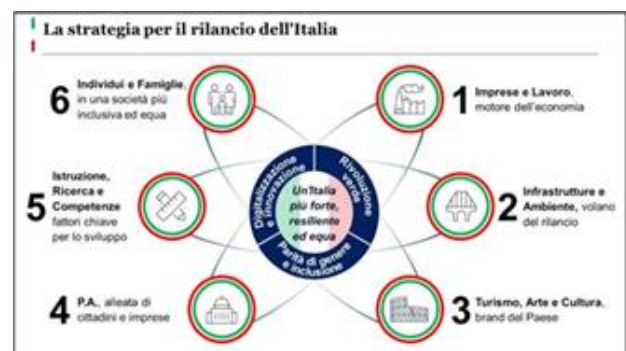 La strategia per il rilancio dell'Italia
6 Individui e Famiglie,
in una società più
inclusiva ed equa
1 Imprese e Lavoro,
motore dell'economia
Istruzione,
Ricerca e
5 Competenze
fattori chiave
per lo sviluppo
Digitalizzazione
e innovazione
Rivoluzione
verde
Parità di genere
e inclusione
Un'Italia
più forte,
resiliente
ed equa
2 Infrastrutture e
Ambiente, volano
del rilancio
4 P.A., alleata di
cittadini e imprese
3 Turismo, Arte e Cultura,
brand del Paese